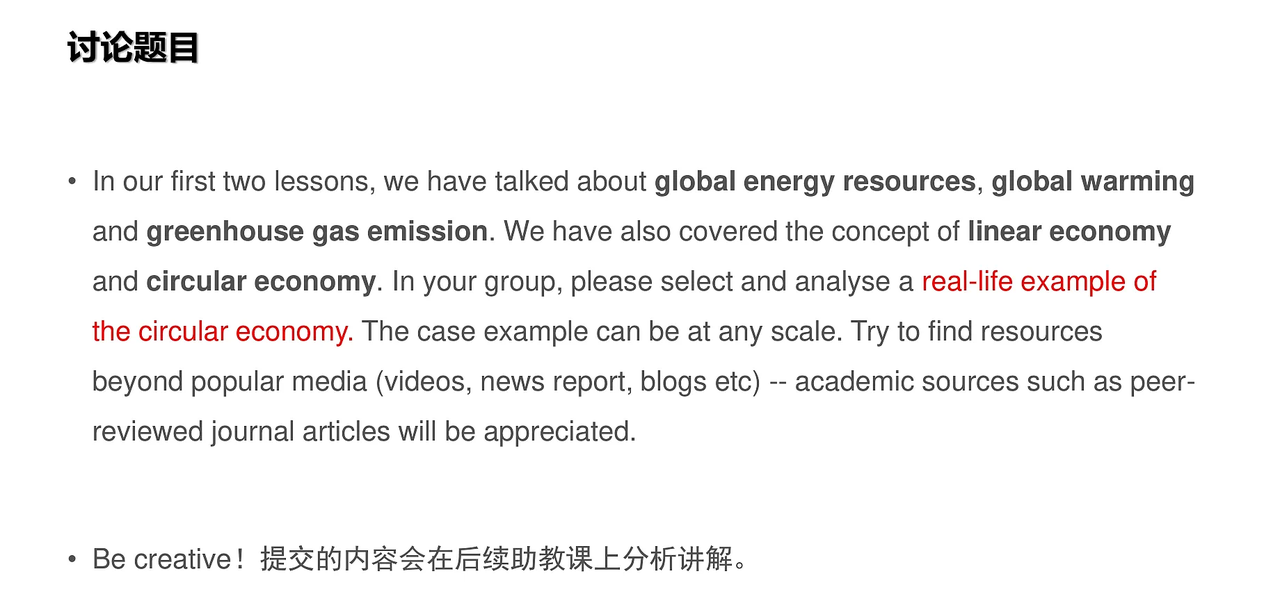 讨论题目
• In our first two lessons, we have talked about global energy resources, global warming
and greenhouse gas emission. We have also covered the concept of linear economy
and circular economy. In your group, please select and analyse a real-life example of
the circular economy. The case example can be at any scale. Try to find resources
beyond popular media (videos, news report, blogs etc) -- academic sources such as peer-
reviewed journal articles will be appreciated.
• Be creative！提交的内容会在后续助教课上分析讲解。